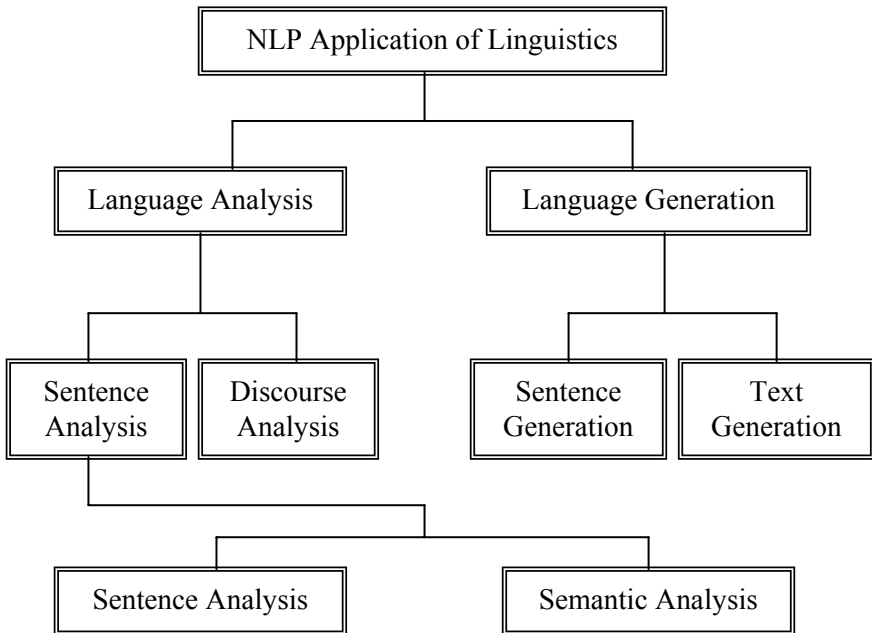 NLP Application of Linguistics
Language Analysis
Language Generation
Sentence
Analysis
Discourse
Analysis
Sentence
Generation
Text
Generation
Sentence Analysis
Semantic Analysis